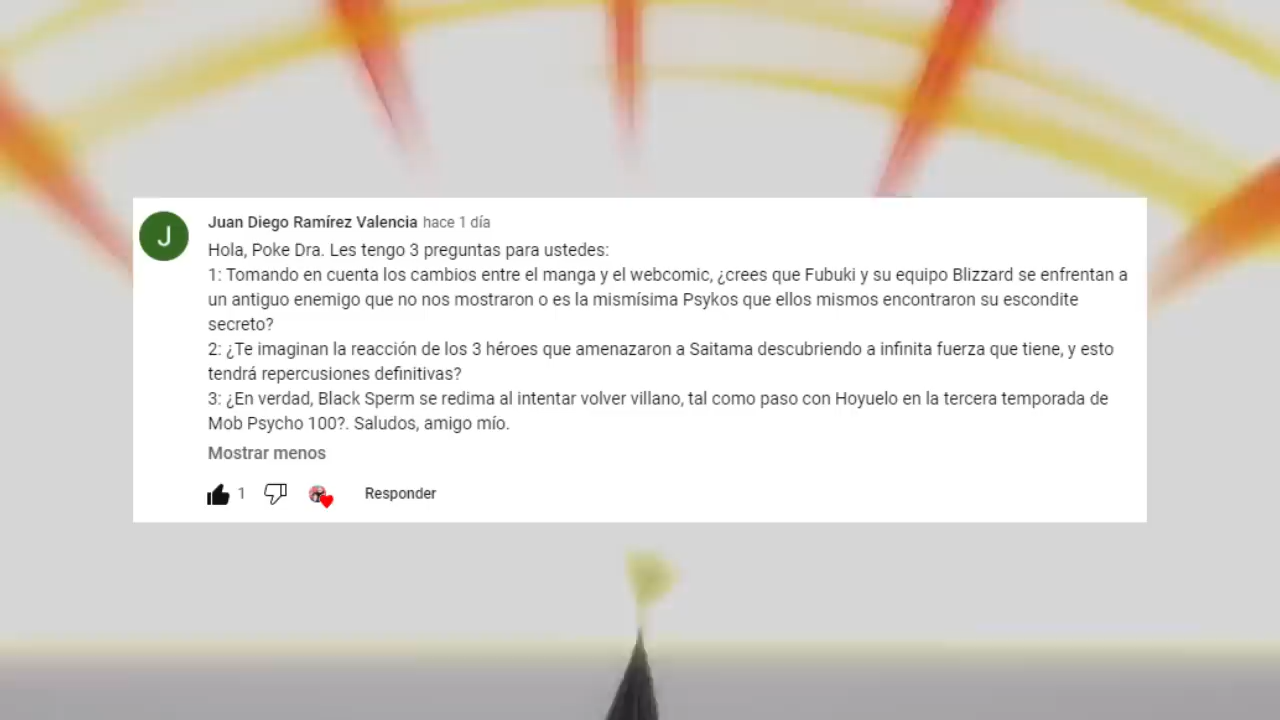 Juan Diego Ramírez Valencia hace 1 día
Hola, Poke Dra. Les tengo 3 preguntas para ustedes:
1: Tomando en cuenta los cambios entre el manga y el webcomic, ¿crees que Fubuki y su equipo Blizzard se enfrentan a
un antiguo enemigo que no nos mostraron o es la mismísima Psykos que ellos mismos encontraron su escondite
secreto?
2: ¿Te imaginan la reacción de los 3 héroes que amenazaron a Saitama descubriendo a infinita fuerza que tiene, y esto
tendrá repercusiones definitivas?
3: ¿En verdad, Black Sperm se redima al intentar volver villano, tal como paso con Hoyuelo en la tercera temporada de
Mob Psycho 100?. Saludos, amigo mío.
Mostrar menos
1 Responder
J